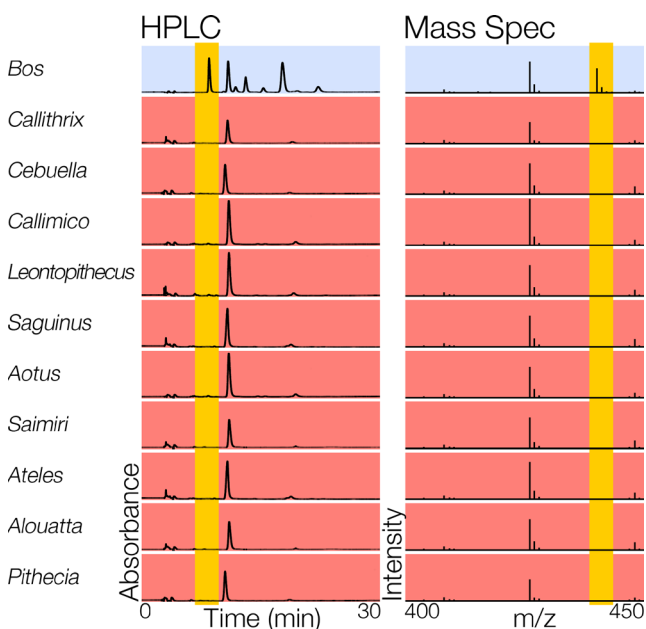 HPLC
Mass Spec
Bos
Callithrix
Cebuella
Callimico
Leontopithecus
Saguinus
Aotus
Saimiri
Ateles
Alouatta
Pithecia
Absorbance
Intensity
0
Time (min)
30
400
m/z
450